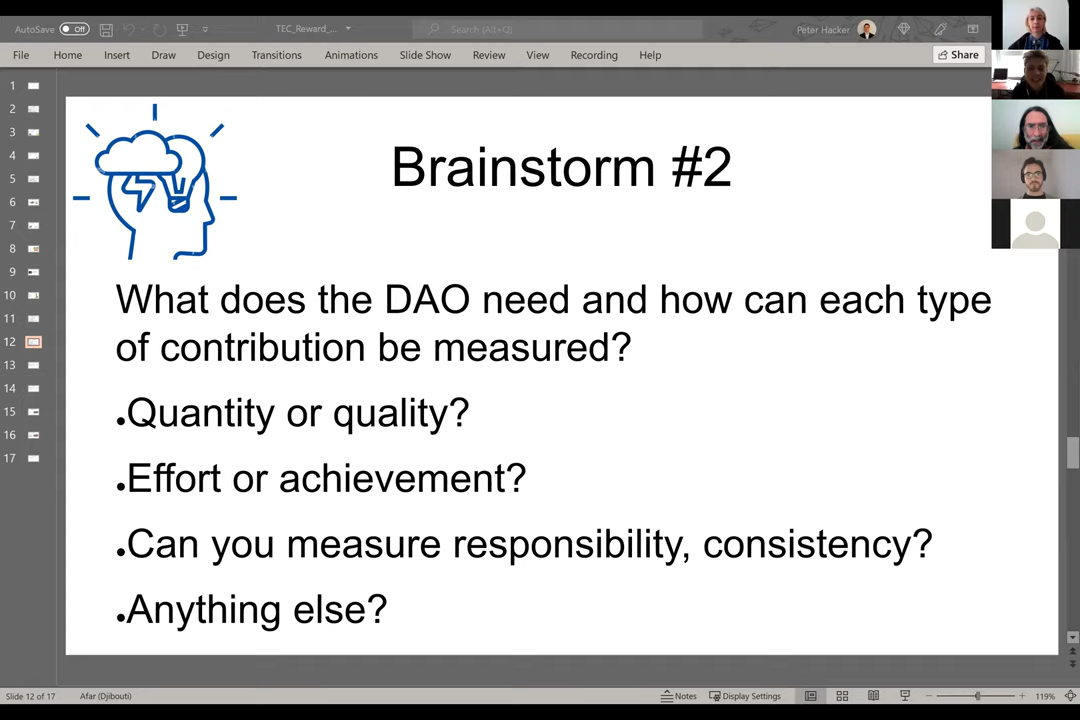 AutoSave Off TEC_Reward_... Search (Alt+Q) Peter Hacker
File Home Insert Draw Design Transitions Animations Slide Show Review View Recording Help Share
1
2
3
4
5
6
7
8
9
10
11
12
13
14
15
16
17
Brainstorm #2
What does the DAO need and how can each type
of contribution be measured?
•Quantity or quality?
•Effort or achievement?
•Can you measure responsibility, consistency?
•Anything else?
Slide 12 of 17 Afar (Djibouti) Notes Display Settings 119%